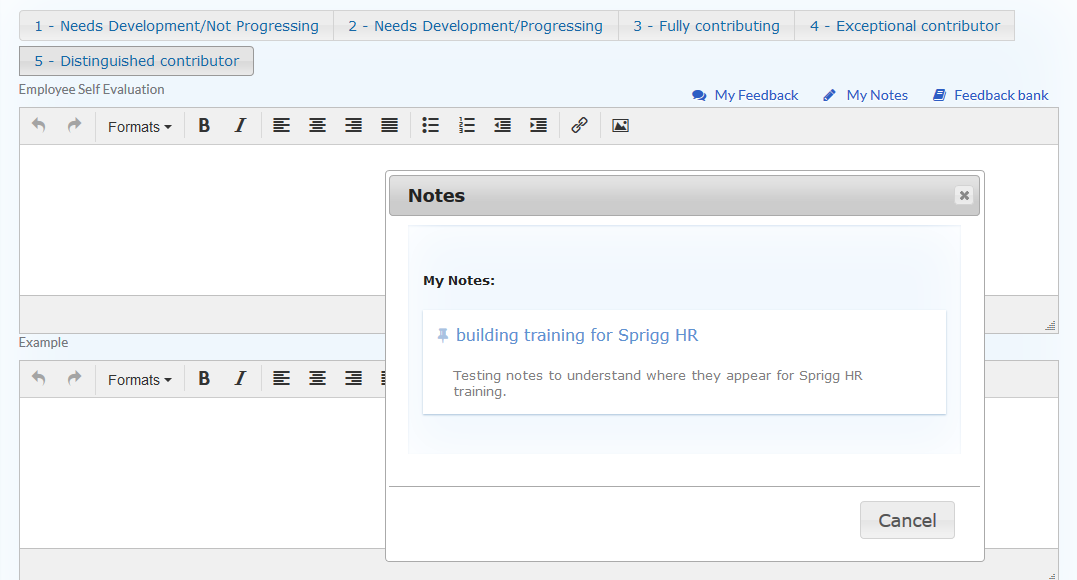 1 - Needs Development/Not Progressing 2 - Needs Development/Progressing 3 - Fully contributing 4 - Exceptional contributor
5 - Distinguished contributor
Employee Self Evaluation
My Feedback My Notes Feedback bank
Formats B I
Notes
My Notes:
building training for Sprigg HR
Testing notes to understand where they appear for Sprigg HR
training.
Cancel
Example
Formats B I